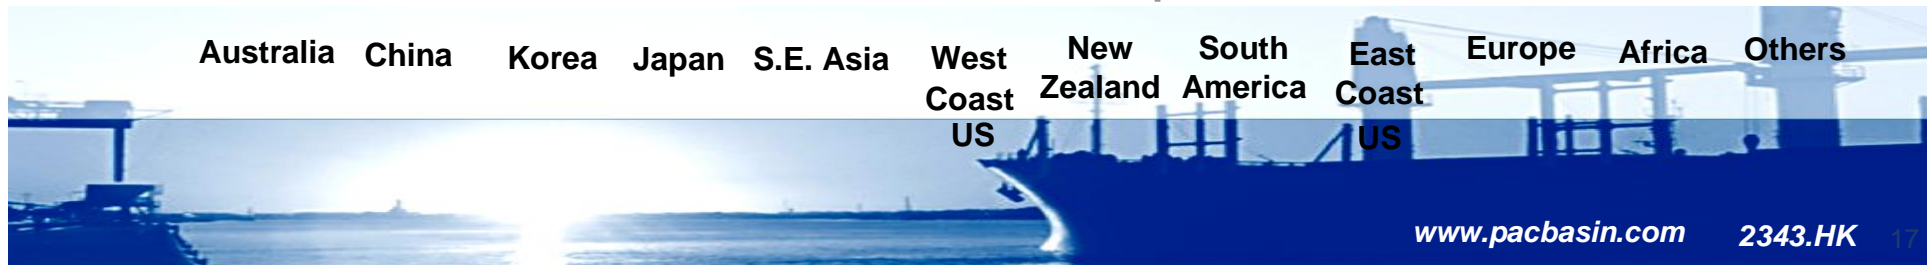 Australia China Korea Japan S.E. Asia West Coast US New Zealand South America East Coast US Europe Africa Others
www.pacbasin.com 2343.HK 17